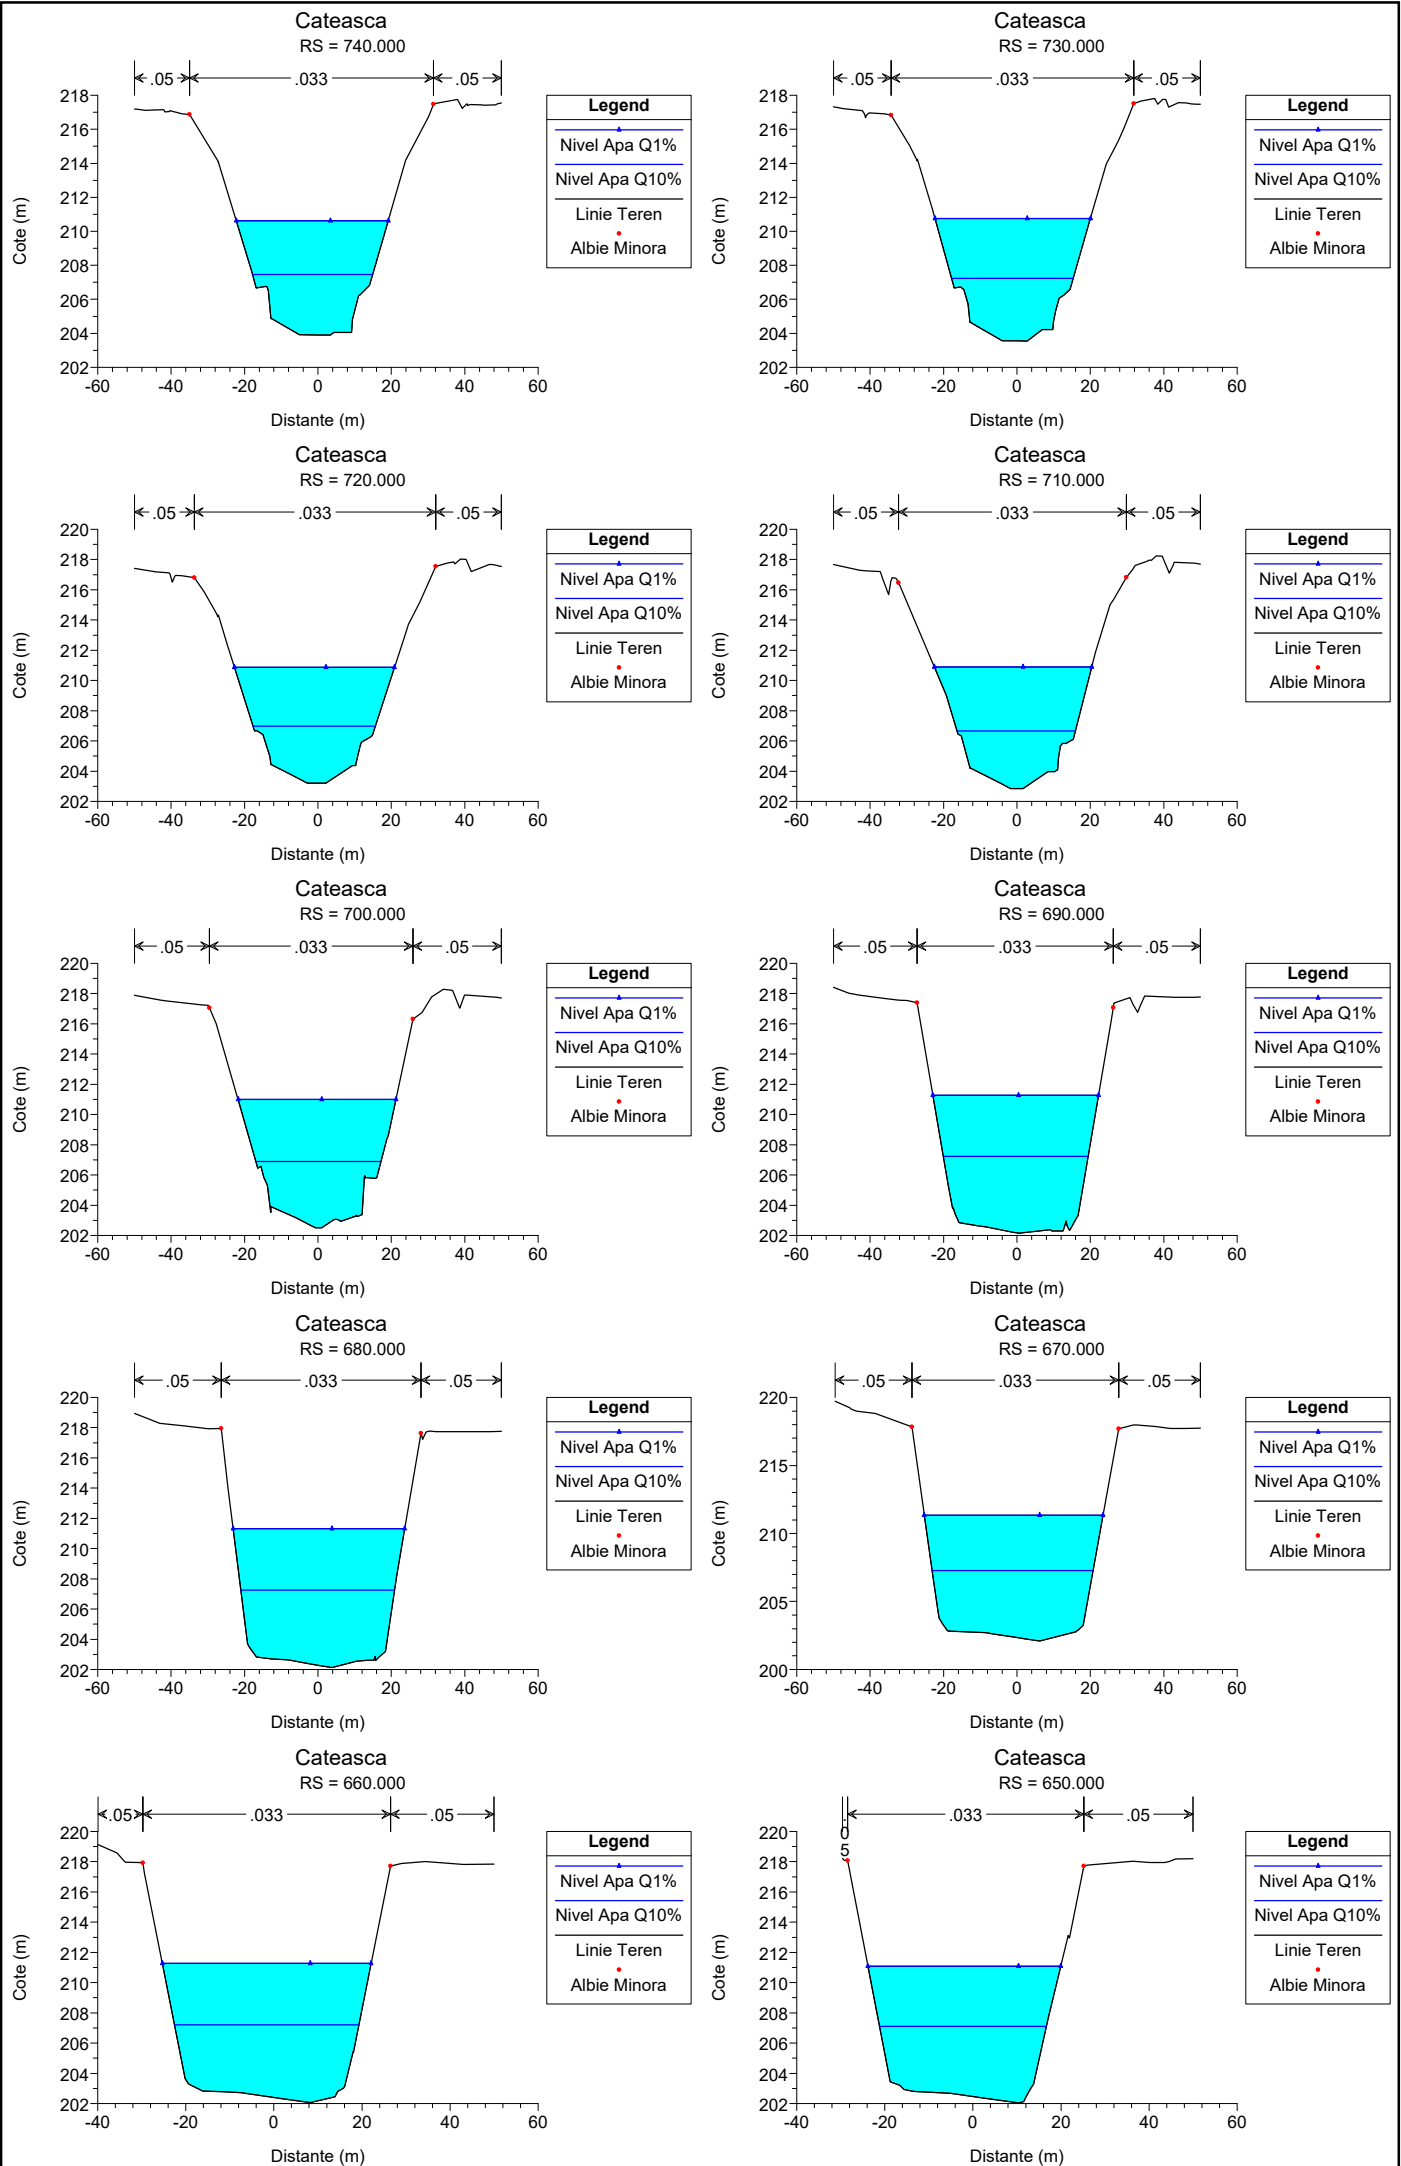 Cateasca
RS = 740.000
.05 .033 .05
218
216
214
212
210
208
206
204
202
-60 -40 -20 0 20 40 60
Cote (m)
Distante (m)
Legend
Nivel Apa Q1%
Nivel Apa Q10%
Linie Teren
Albie Minora
Cateasca
RS = 730.000
.05 .033 .05
218
216
214
212
210
208
206
204
202
-60 -40 -20 0 20 40 60
Cote (m)
Distante (m)
Legend
Nivel Apa Q1%
Nivel Apa Q10%
Linie Teren
Albie Minora
Cateasca
RS = 720.000
.05 .033 .05
220
218
216
214
212
210
208
206
204
202
-60 -40 -20 0 20 40 60
Cote (m)
Distante (m)
Legend
Nivel Apa Q1%
Nivel Apa Q10%
Linie Teren
Albie Minora
Cateasca
RS = 710.000
.05 .033 .05
220
218
216
214
212
210
208
206
204
202
-60 -40 -20 0 20 40 60
Cote (m)
Distante (m)
Legend
Nivel Apa Q1%
Nivel Apa Q10%
Linie Teren
Albie Minora
Cateasca
RS = 700.000
.05 .033 .05
220
218
216
214
212
210
208
206
204
202
-60 -40 -20 0 20 40 60
Cote (m)
Distante (m)
Legend
Nivel Apa Q1%
Nivel Apa Q10%
Linie Teren
Albie Minora
Cateasca
RS = 690.000
.05 .033 .05
220
218
216
214
212
210
208
206
204
202
-60 -40 -20 0 20 40 60
Cote (m)
Distante (m)
Legend
Nivel Apa Q1%
Nivel Apa Q10%
Linie Teren
Albie Minora
Cateasca
RS = 680.000
.05 .033 .05
220
218
216
214
212
210
208
206
204
202
-60 -40 -20 0 20 40 60
Cote (m)
Distante (m)
Legend
Nivel Apa Q1%
Nivel Apa Q10%
Linie Teren
Albie Minora
Cateasca
RS = 670.000
.05 .033 .05
220
215
210
205
200
-60 -40 -20 0 20 40 60
Cote (m)
Distante (m)
Legend
Nivel Apa Q1%
Nivel Apa Q10%
Linie Teren
Albie Minora
Cateasca
RS = 660.000
.05 .033 .05
220
218
216
214
212
210
208
206
204
202
-40 -20 0 20 40 60
Cote (m)
Distante (m)
Legend
Nivel Apa Q1%
Nivel Apa Q10%
Linie Teren
Albie Minora
Cateasca
RS = 650.000
.05 .033 .05
220
218
216
214
212
210
208
206
204
202
-40 -20 0 20 40 60
Cote (m)
Distante (m)
Legend
Nivel Apa Q1%
Nivel Apa Q10%
Linie Teren
Albie Minora